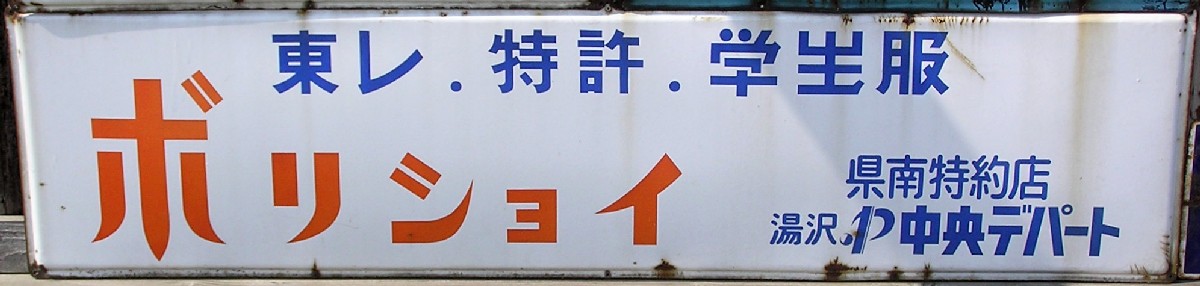 東レ.特許.学生服
ボリショイ
県南特約店
湯沢 中央デパート